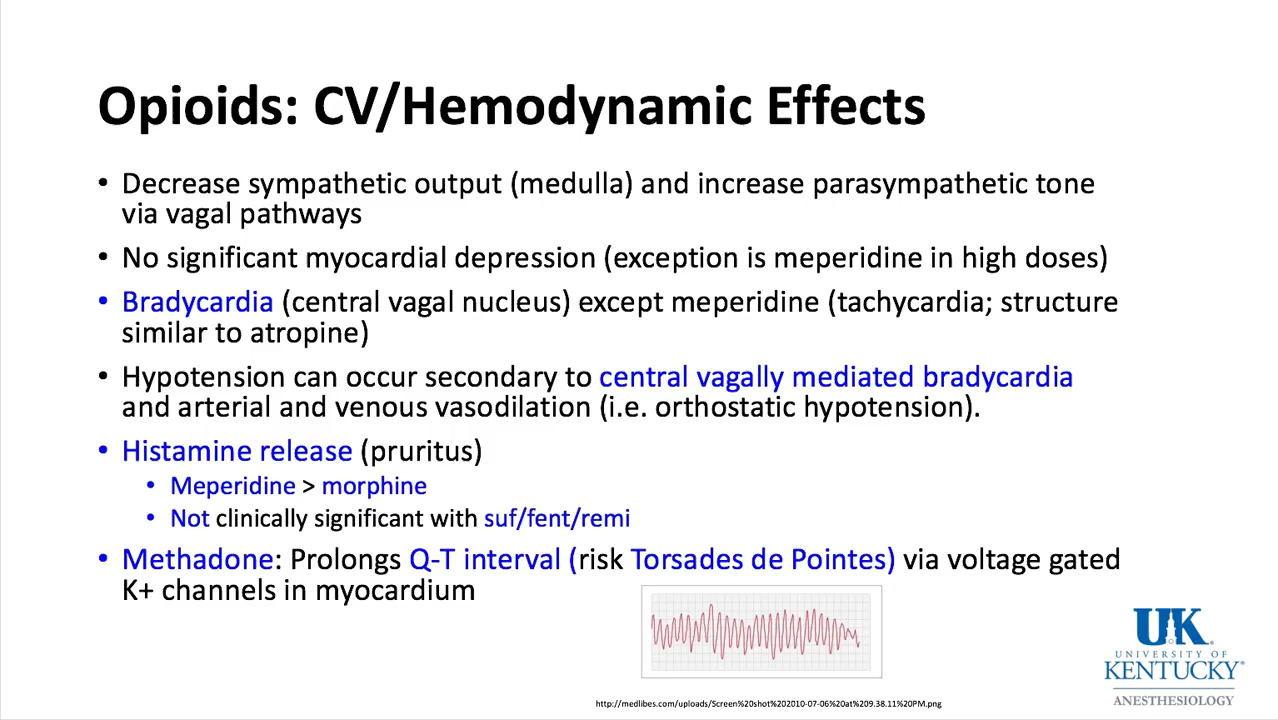 Opioids: CV/Hemodynamic Effects
• Decrease sympathetic output (medulla) and increase parasympathetic tone
via vagal pathways
• No significant myocardial depression (exception is meperidine in high doses)
• Bradycardia (central vagal nucleus) except meperidine (tachycardia; structure
similar to atropine)
• Hypotension can occur secondary to central vagally mediated bradycardia
and arterial and venous vasodilation (i.e. orthostatic hypotension).
• Histamine release (pruritus)
• Meperidine > morphine
• Not clinically significant with suf/fent/remi
• Methadone: Prolongs Q-T interval (risk Torsades de Pointes) via voltage gated
K+ channels in myocardium
UK
UNIVERSITY OF
KENTUCKY®
ANESTHESIOLOGY
http://medlibes.com/uploads/Screen%20shot%202010-07-06%20at%209.38.11%20PM.png